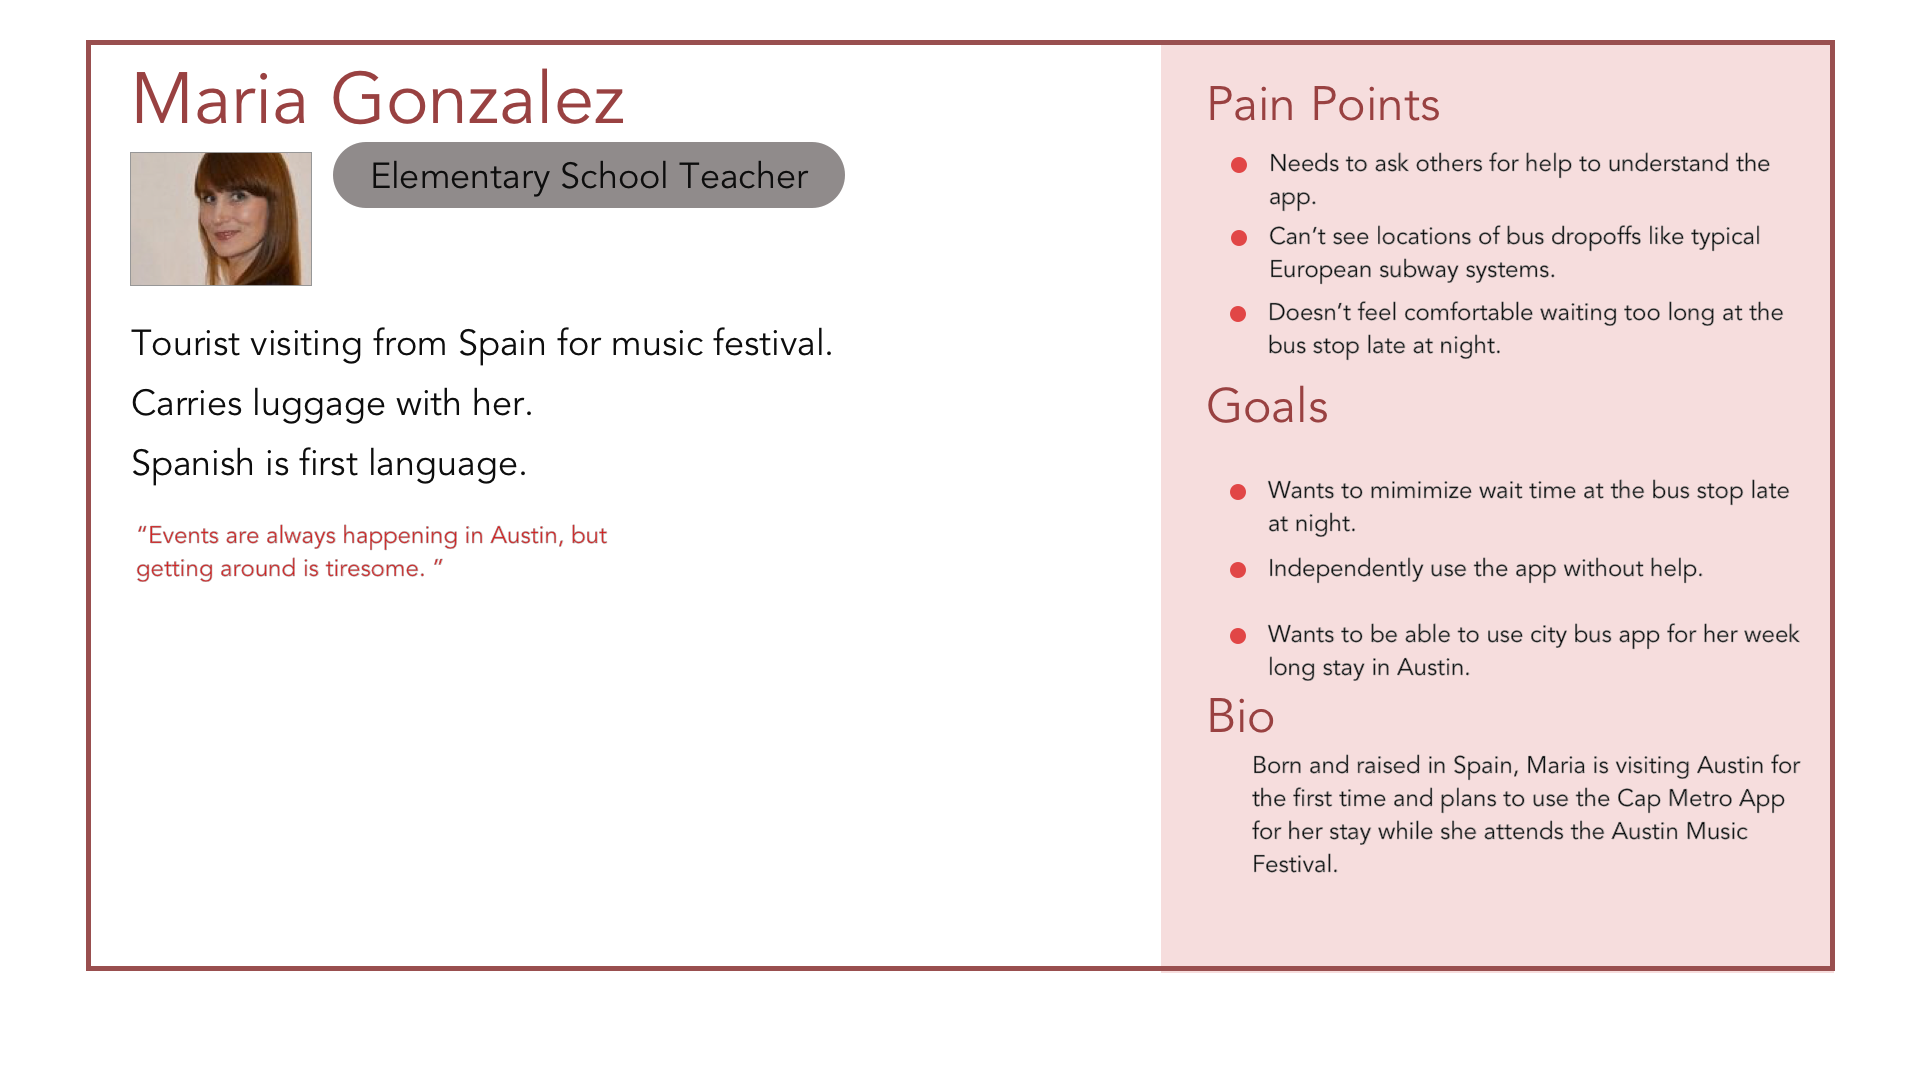 Maria Gonzalez
Elementary School Teacher
Tourist visiting from Spain for music festival.
Carries luggage with her.
Spanish is first language.
“Events are always happening in Austin, but
getting around is tiresome. ”
Pain Points
Needs to ask others for help to understand the
app.
Can’t see locations of bus dropoffs like typical
European subway systems.
Doesn’t feel comfortable waiting too long at the
bus stop late at night.
Goals
Wants to mimimize wait time at the bus stop late
at night.
Independently use the app without help.
Wants to be able to use city bus app for her week
long stay in Austin.
Bio
Born and raised in Spain, Maria is visiting Austin for
the first time and plans to use the Cap Metro App
for her stay while she attends the Austin Music
Festival.